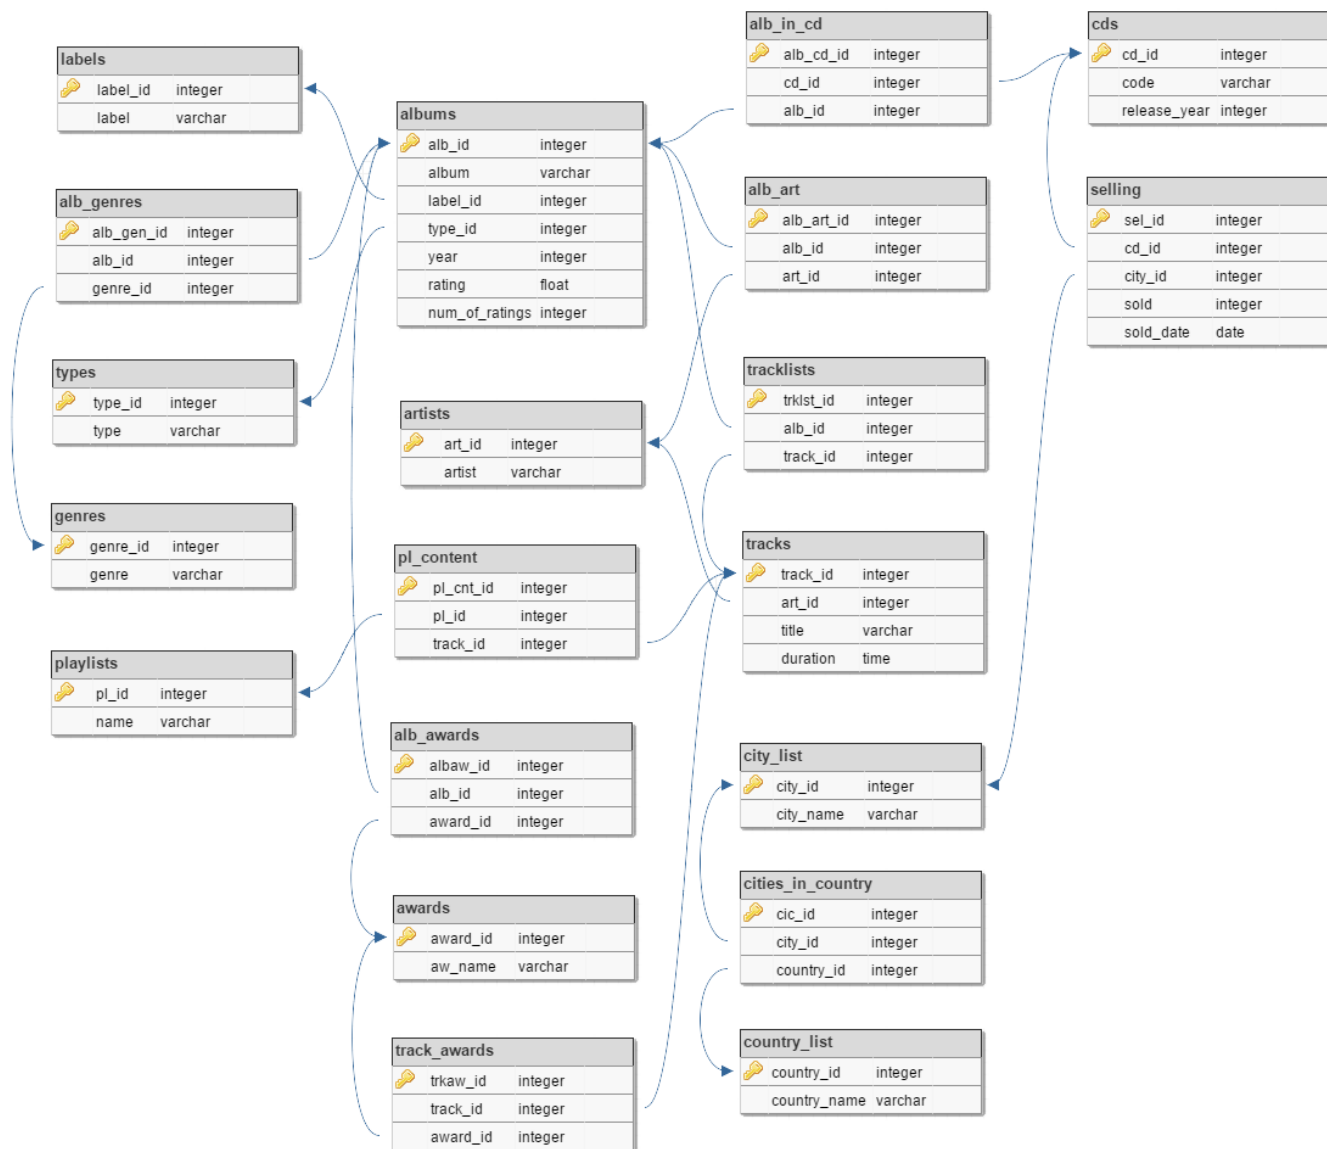 labels
label_id integer
label varchar
alb_genres
alb_gen_id integer
alb_id integer
genre_id integer
types
type_id integer
type varchar
genres
genre_id integer
genre varchar
playlists
pl_id integer
name varchar
albums
alb_id integer
album varchar
label_id integer
type_id integer
year integer
rating float
num_of_ratings integer
artists
art_id integer
artist varchar
pl_content
pl_cnt_id integer
pl_id integer
track_id integer
alb_awards
albaw_id integer
alb_id integer
award_id integer
awards
award_id integer
aw_name varchar
track_awards
trkaw_id integer
track_id integer
award_id integer
alb_in_cd
alb_cd_id integer
cd_id integer
alb_id integer
alb_art
alb_art_id integer
alb_id integer
art_id integer
tracklists
trklst_id integer
alb_id integer
track_id integer
tracks
track_id integer
art_id integer
title varchar
duration time
city_list
city_id integer
city_name varchar
cities_in_country
cic_id integer
city_id integer
country_id integer
country_list
country_id integer
country_name varchar
cds
cd_id integer
code varchar
release_year integer
selling
sel_id integer
cd_id integer
city_id integer
sold integer
sold_date date